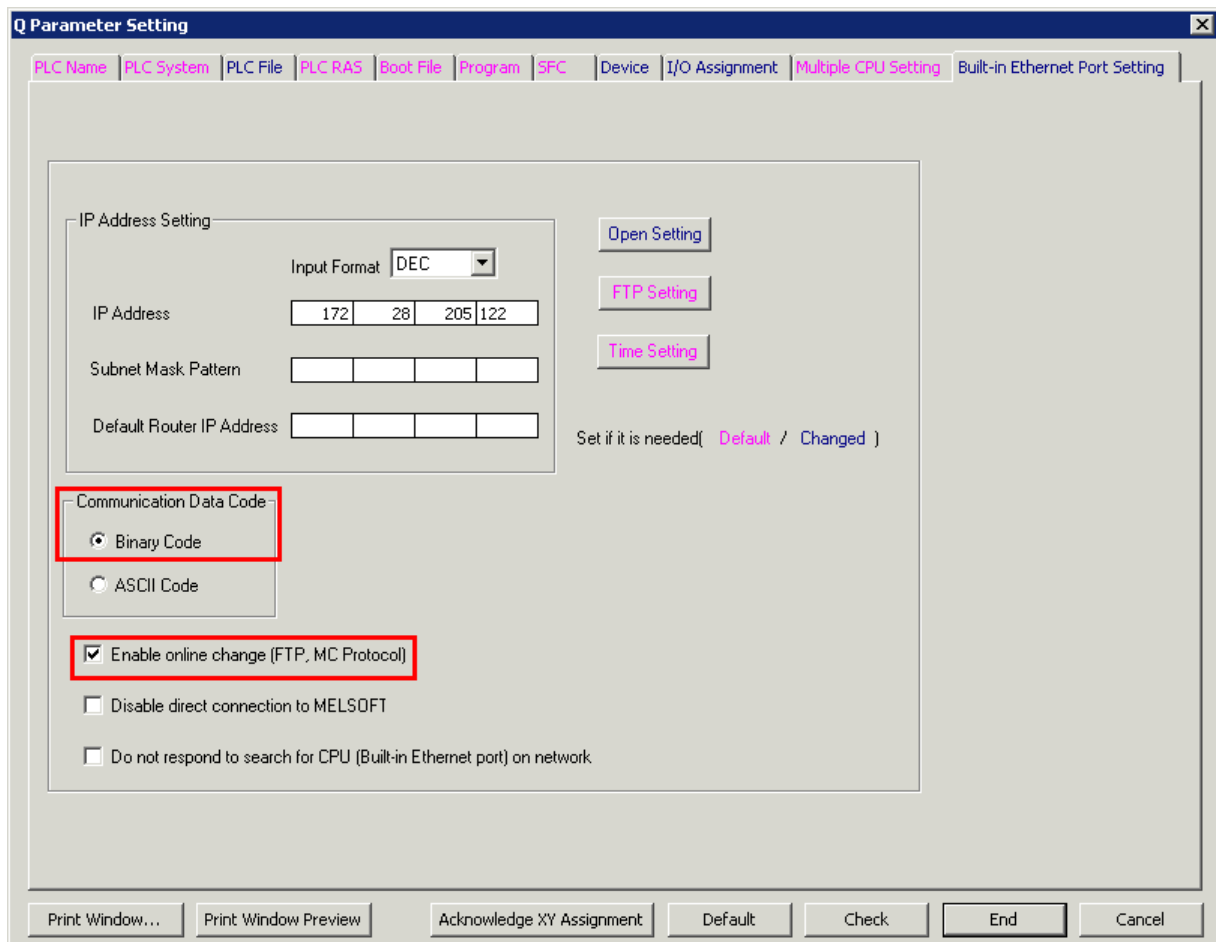 Q Parameter Setting
PLC Name PLC System PLC File PLC RAS Boot File Program SFC Device I/O Assignment Multiple CPU Setting Built-in Ethernet Port Setting
IP Address Setting
Input Format DEC
IP Address 172 28 205 122
Subnet Mask Pattern
Default Router IP Address
Open Setting
FTP Setting
Time Setting
Set if it is needed( Default / Changed )
Communication Data Code
Binary Code
ASCII Code
Enable online change (FTP, MC Protocol)
Disable direct connection to MELSOFT
Do not respond to search for CPU (Built-in Ethernet port) on network
Print Window... Print Window Preview Acknowledge XY Assignment Default Check End Cancel